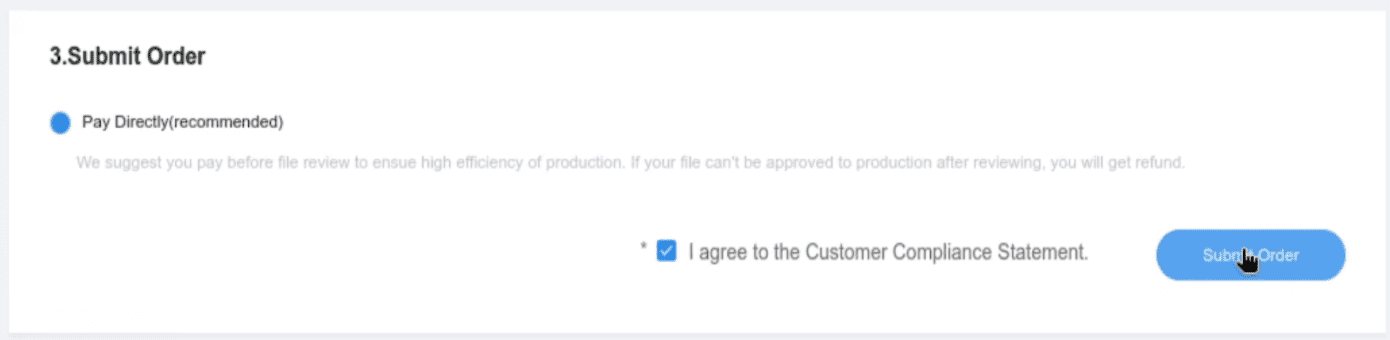 3.Submit Order
Pay Directly(recommended)
We suggest you pay before file review to ensue high efficiency of production. If your file can't be approved to production after reviewing, you will get refund.
* I agree to the Customer Compliance Statement.
Submit Order